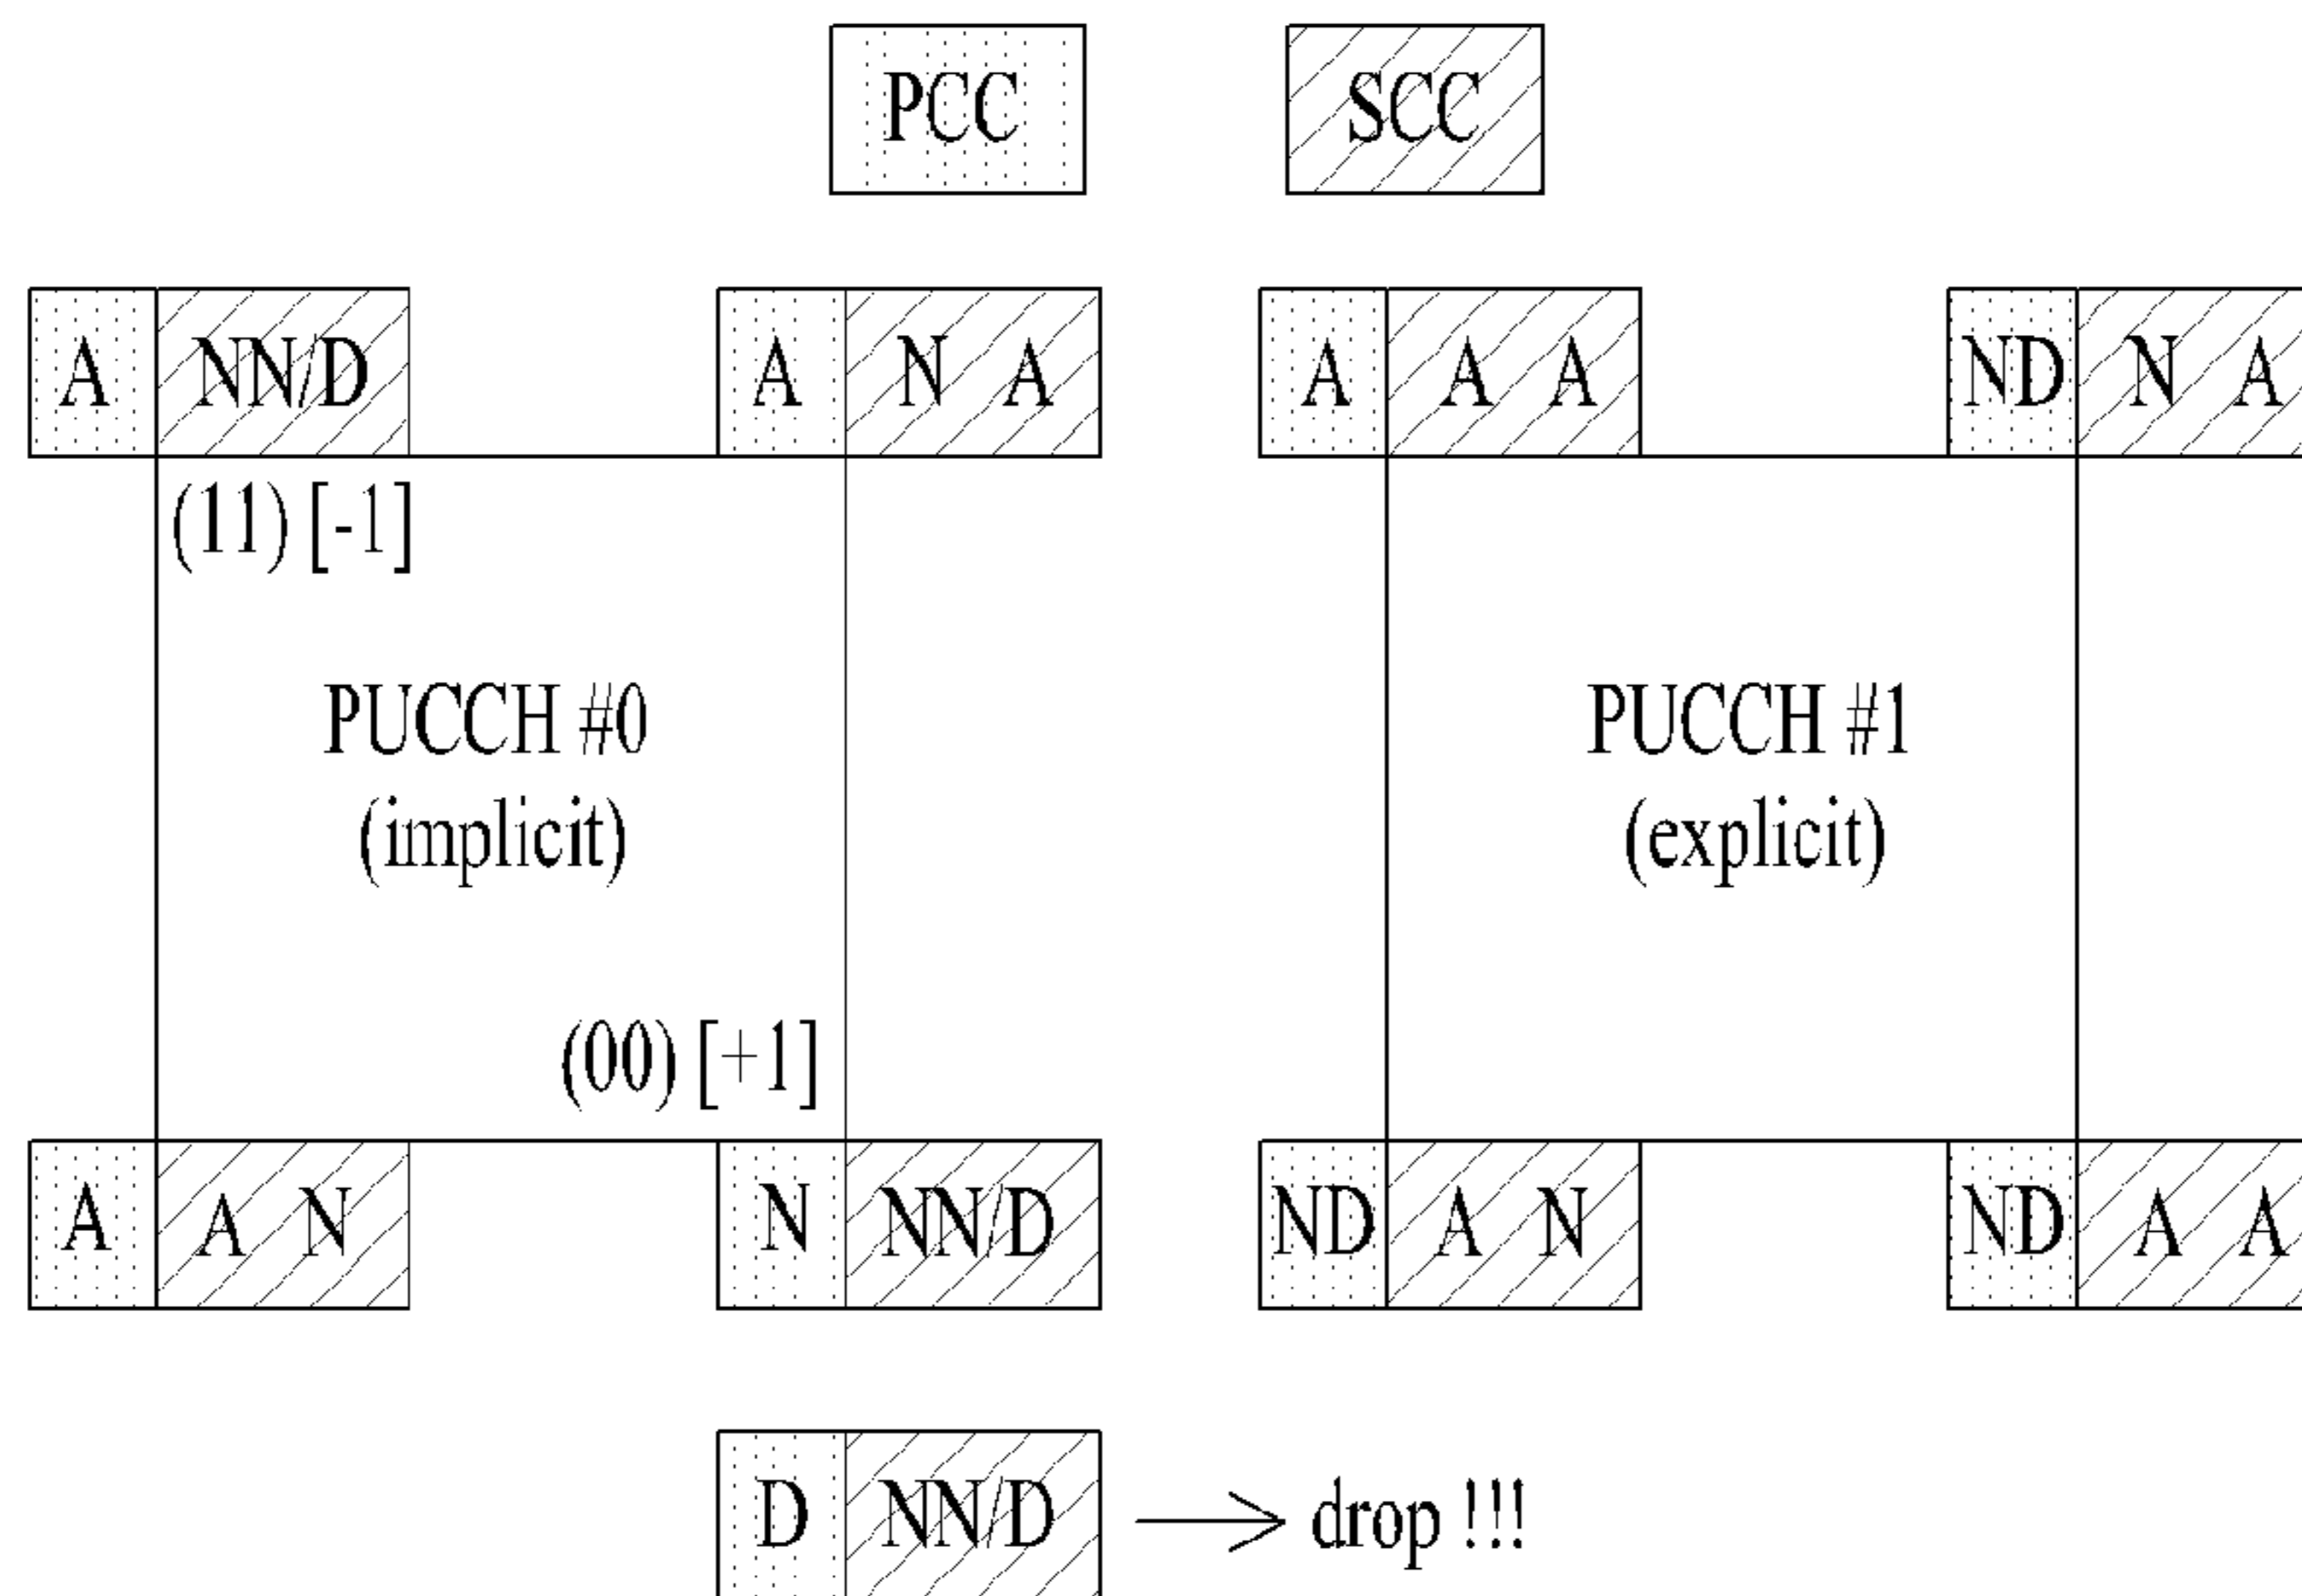 PCC SCC
A NN/D A N A A A A ND N A
(11) [-1]
PUCCH #0 PUCCH #1
(implicit) (explicit)
(00) [+1]
A A N N NN/D ND A N ND A A
D NN/D drop !!!